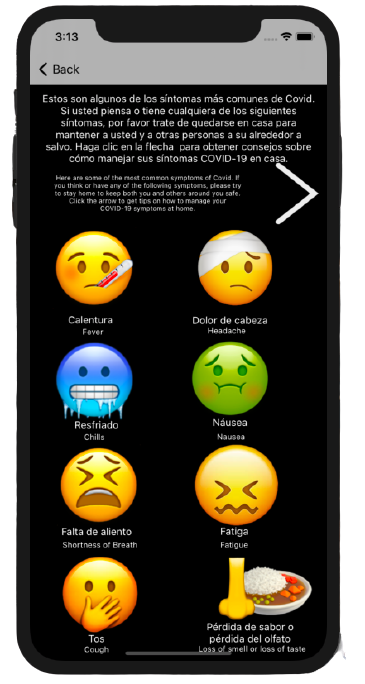 3:13
Back
Estos son algunos de los síntomas más comunes de Covid.
Si usted piensa o tiene cualquiera de los siguientes
síntomas, por favor trate de quedarse en casa para
mantener a usted y a otras personas a su alrededor a
salvo. Haga clic en la flecha para obtener consejos sobre
cómo manejar sus síntomas COVID-19 en casa.
Here are some of the most common symptoms of Covid. If
you think or have any of the following symptoms, please try
to stay home to keep both you and others around you safe.
Click the arrow to get tips on how to manage your
COVID-19 symptoms at home.
Calentura
Fever
Dolor de cabeza
Headache
Resfriado
Chills
Náusea
Nausea
Falta de aliento
Shortness of Breath
Fatiga
Fatigue
Tos
Cough
Pérdida de sabor o
pérdida del olfato
Loss of smell or loss of taste